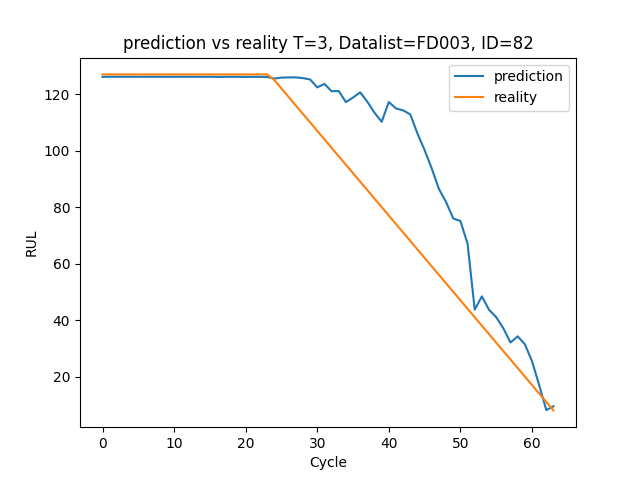 prediction vs reality T=3, Datalist=FD003, ID=82
prediction
reality
120
100
80
60
40
20
RUL
0 10 20 30 40 50 60
Cycle